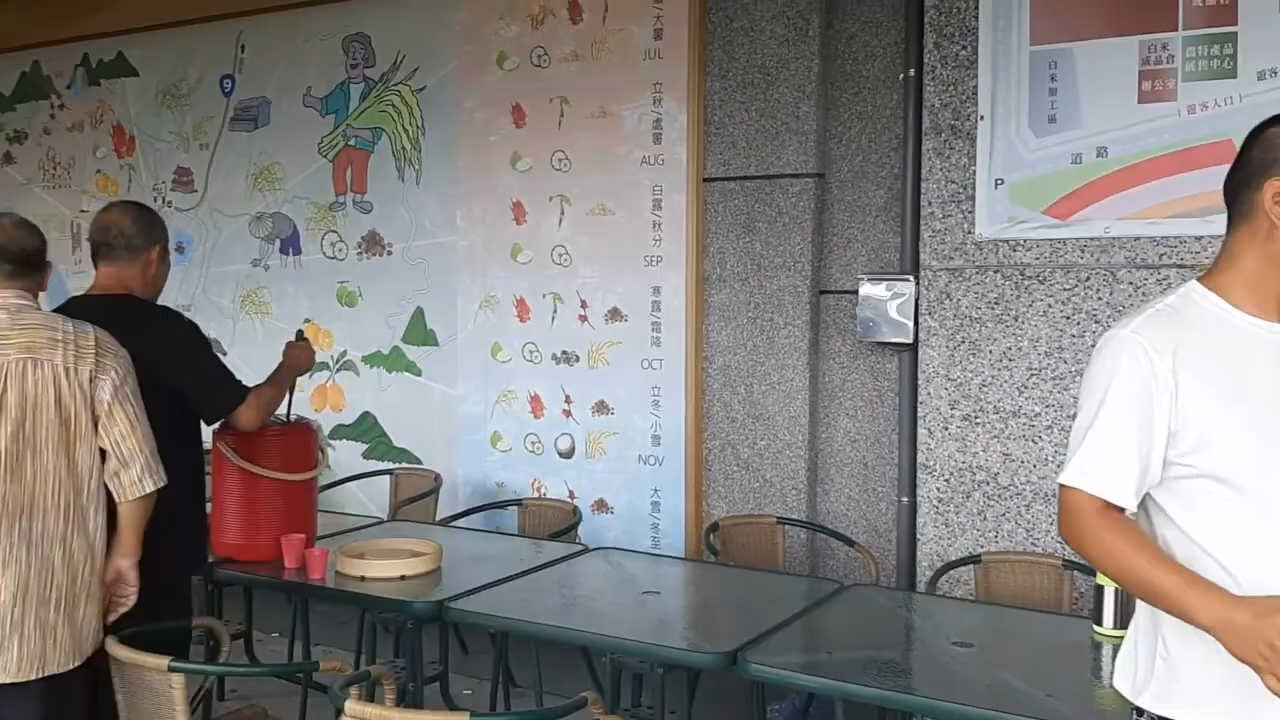 9
大暑
JUL
立秋/處暑
AUG
白露/秋分
SEP
寒露/霜降
OCT
立冬/小雪
NOV
大雪/冬至
白米加工區
白米
成品倉
辦公室
農特產品
展售中心
遊客
[遊客入口]
道路
P